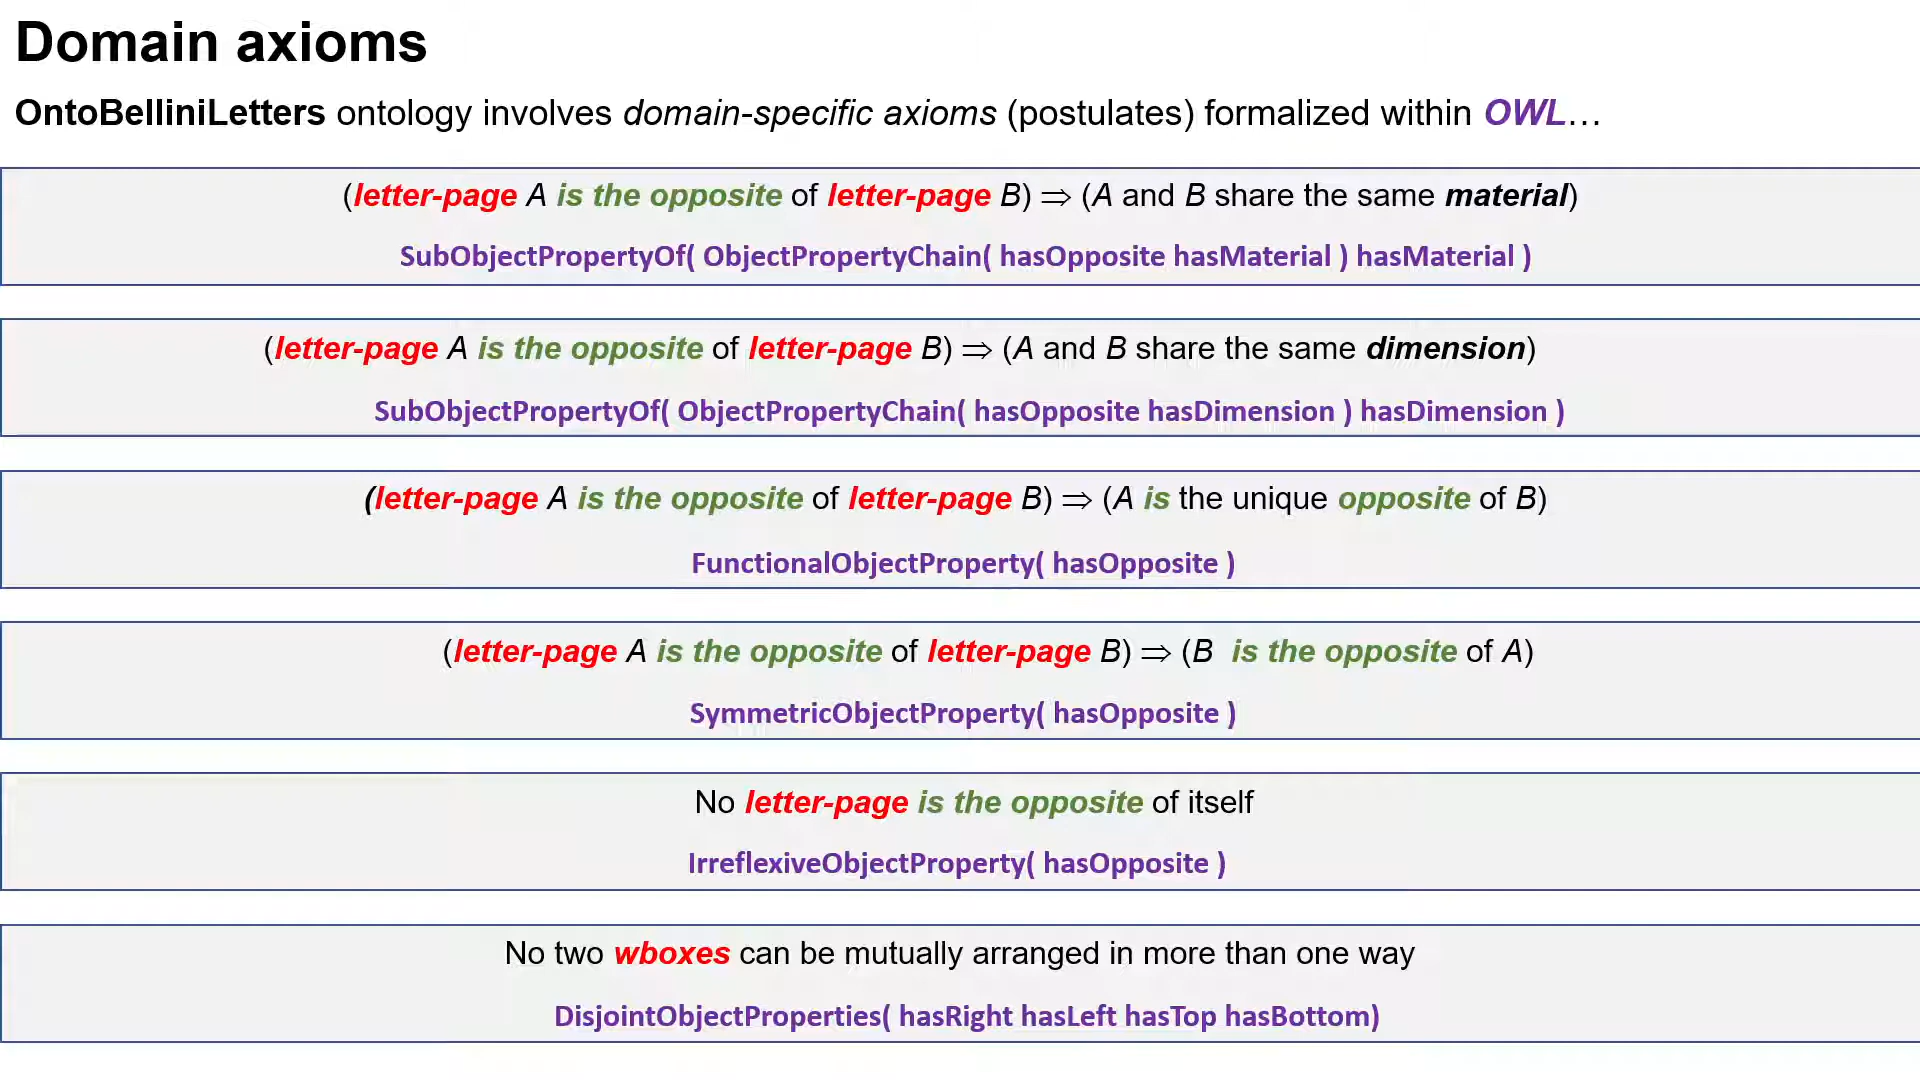 Domain axioms
OntoBelliniLetters ontology involves domain-specific axioms (postulates) formalized within OWL…
(letter-page A is the opposite of letter-page B) ⇒ (A and B share the same material)
SubObjectPropertyOf( ObjectPropertyChain( hasOpposite hasMaterial ) hasMaterial )
(letter-page A is the opposite of letter-page B) ⇒ (A and B share the same dimension)
SubObjectPropertyOf( ObjectPropertyChain( hasOpposite hasDimension ) hasDimension )
(letter-page A is the opposite of letter-page B) ⇒ (A is the unique opposite of B)
FunctionalObjectProperty( hasOpposite )
(letter-page A is the opposite of letter-page B) ⇒ (B is the opposite of A)
SymmetricObjectProperty( hasOpposite )
No letter-page is the opposite of itself
IrreflexiveObjectProperty( hasOpposite )
No two wboxes can be mutually arranged in more than one way
DisjointObjectProperties( hasRight hasLeft hasTop hasBottom)